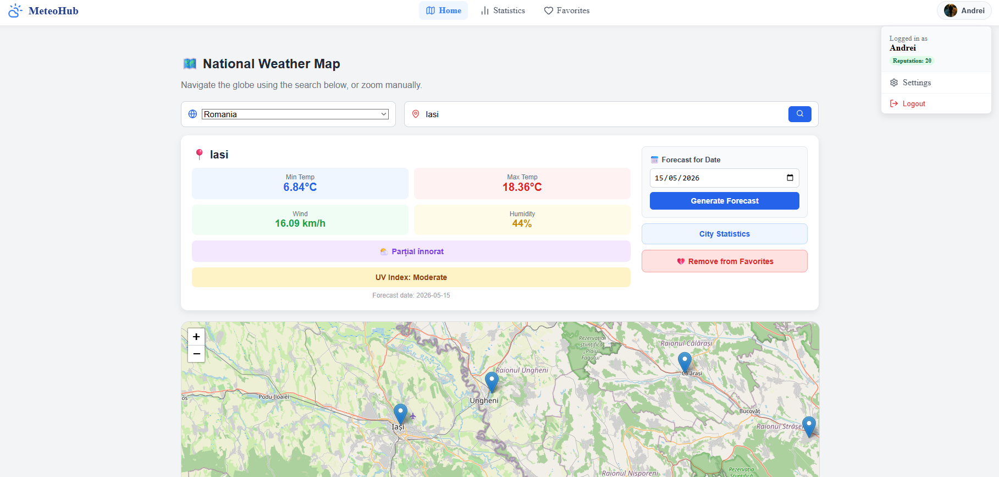 MeteoHub
Home
Statistics
Favorites
Andrei
Logged in as
Andrei
Reputation: 20
Settings
Logout
National Weather Map
Navigate the globe using the search below, or zoom manually.
Romania
Iasi
Iasi
Min Temp
6.84°C
Max Temp
18.36°C
Wind
16.09 km/h
Humidity
44%
Parțial înnorat
UV Index: Moderate
Forecast date: 2026-05-15
Forecast for Date
15/05/2026
Generate Forecast
City Statistics
Remove from Favorites
+
−
Rezervația
științifică
„Plaiul
Fagului”
Raionul Călărași
Călărași
Raionul Ungheni
Ungheni
Podu Iloaiei
os
Iași
Bucovăț
Raionul Strășe
Raionul Nisporeni
Rezervația
Științifică